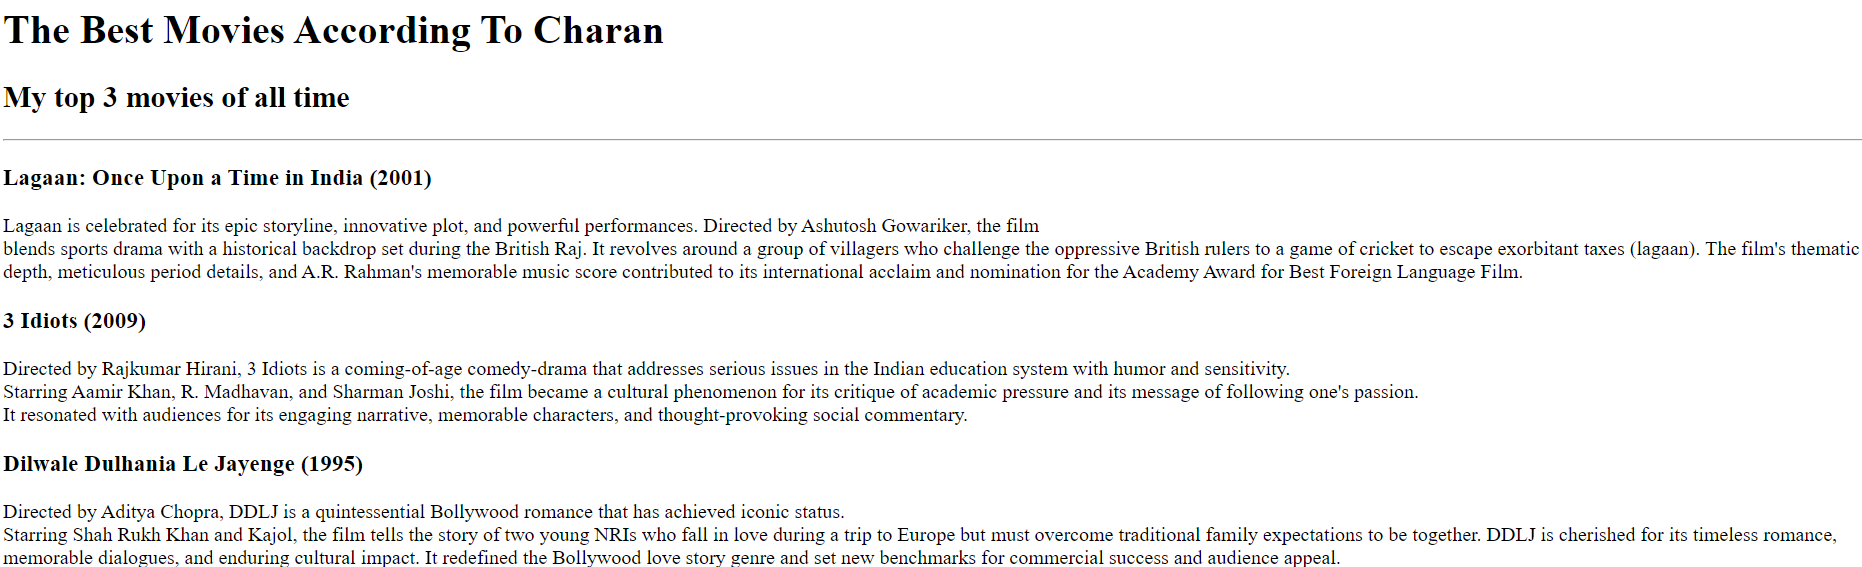 The Best Movies According To Charan
My top 3 movies of all time
Lagaan: Once Upon a Time in India (2001)
Lagaan is celebrated for its epic storyline, innovative plot, and powerful performances. Directed by Ashutosh Gowariker, the film
blends sports drama with a historical backdrop set during the British Raj. It revolves around a group of villagers who challenge the oppressive British rulers to a game of cricket to escape exorbitant taxes (lagaan). The film's thematic
depth, meticulous period details, and A.R. Rahman's memorable music score contributed to its international acclaim and nomination for the Academy Award for Best Foreign Language Film.
3 Idiots (2009)
Directed by Rajkumar Hirani, 3 Idiots is a coming-of-age comedy-drama that addresses serious issues in the Indian education system with humor and sensitivity.
Starring Aamir Khan, R. Madhavan, and Sharman Joshi, the film became a cultural phenomenon for its critique of academic pressure and its message of following one's passion.
It resonated with audiences for its engaging narrative, memorable characters, and thought-provoking social commentary.
Dilwale Dulhania Le Jayenge (1995)
Directed by Aditya Chopra, DDLJ is a quintessential Bollywood romance that has achieved iconic status.
Starring Shah Rukh Khan and Kajol, the film tells the story of two young NRIs who fall in love during a trip to Europe but must overcome traditional family expectations to be together. DDLJ is cherished for its timeless romance,
memorable dialogues, and enduring cultural impact. It redefined the Bollywood love story genre and set new benchmarks for commercial success and audience appeal.